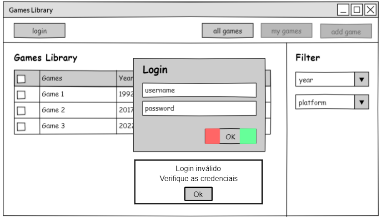 Games Library
login
all games
my games
add game
Games Library
Filter
Games
Year
Game 1
1992
Game 2
2017
Game 3
2022
Login
username
password
OK
year
platform
Login inválido
Verifique as credenciais
Ok